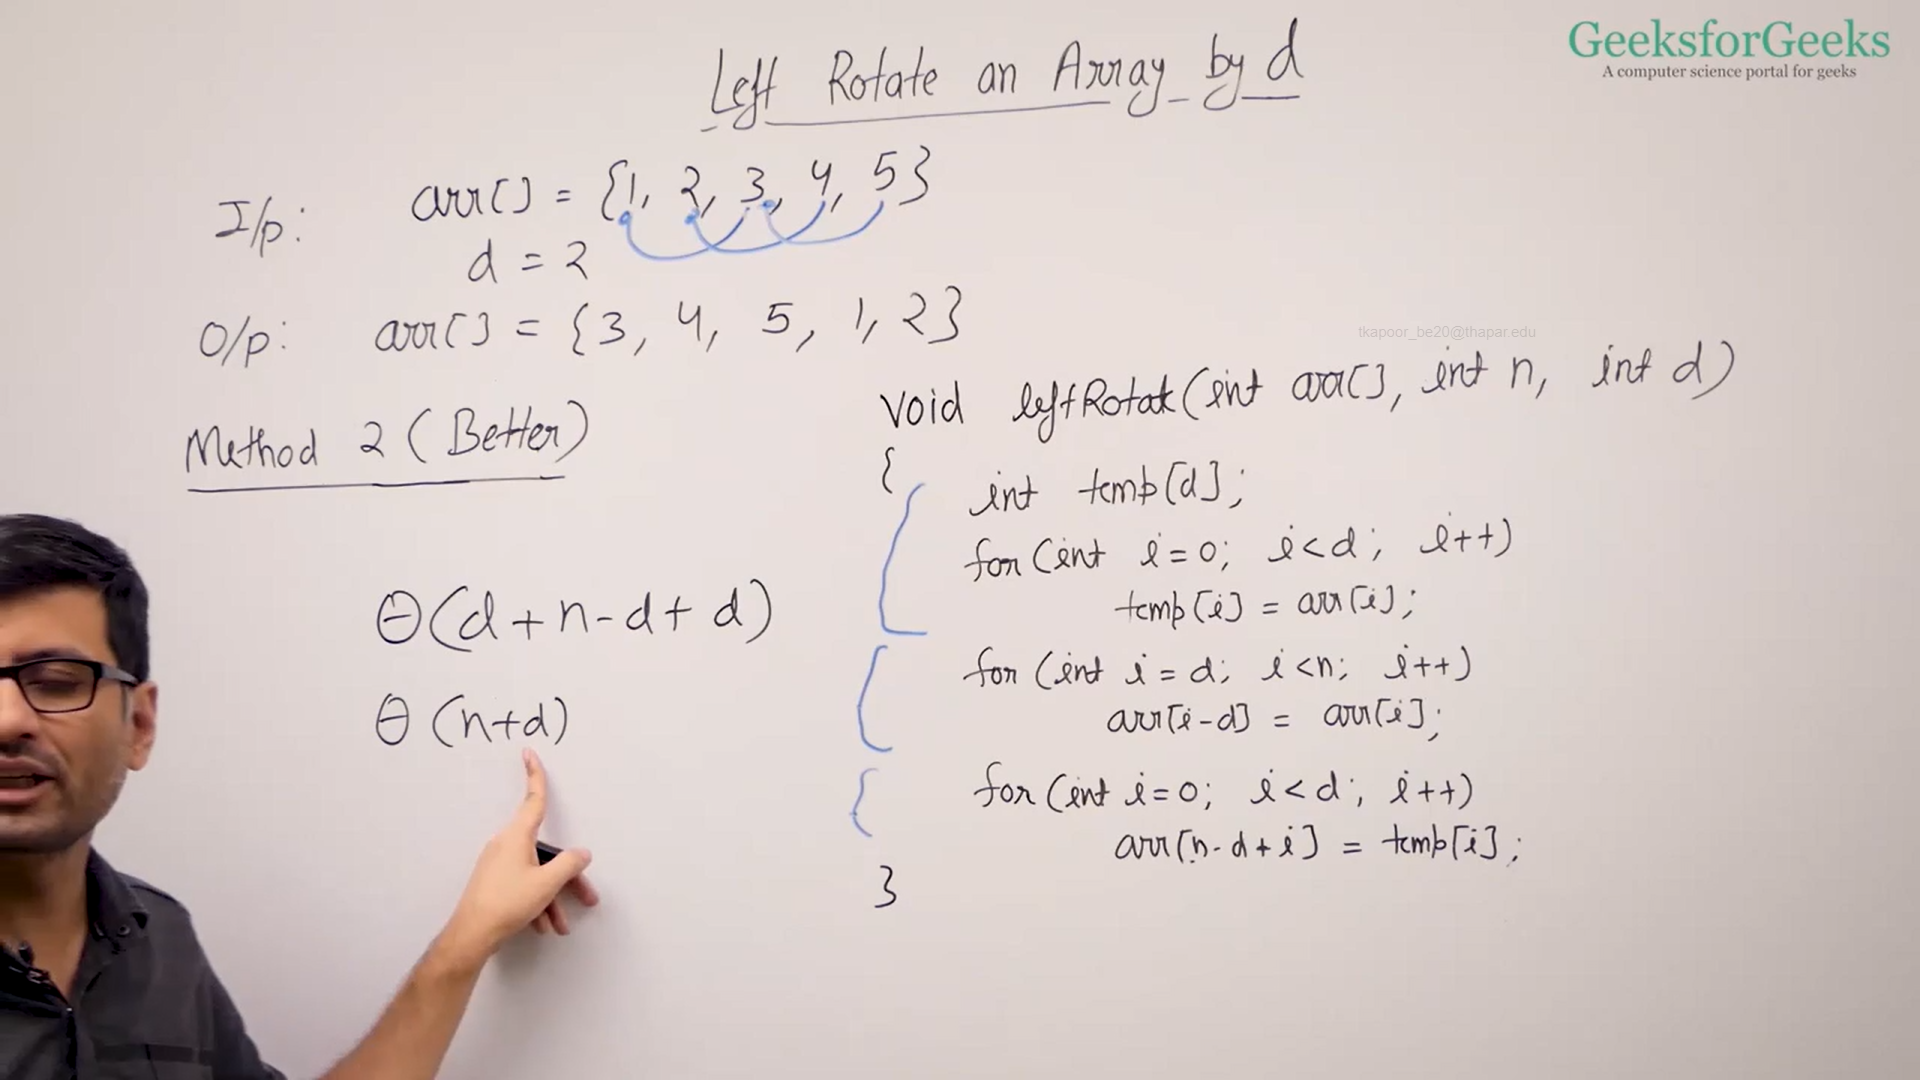 GeeksforGeeks
A computer science portal for geeks
Left Rotate an Array by d
I/p: arr[] = {1, 2, 3, 4, 5}
d = 2
O/p: arr[] = {3, 4, 5, 1, 2}
tkapoor_be20@thapar.edu
Method 2 (Better)
void leftRotate(int arr[], int n, int d)
{
int temp[d];
for (int i = 0; i < d; i++)
temp[i] = arr[i];
for (int i = d; i < n; i++)
arr[i-d] = arr[i];
for (int i = 0; i < d; i++)
arr[n-d+i] = temp[i];
}
θ(d + n - d + d)
θ(n+d)